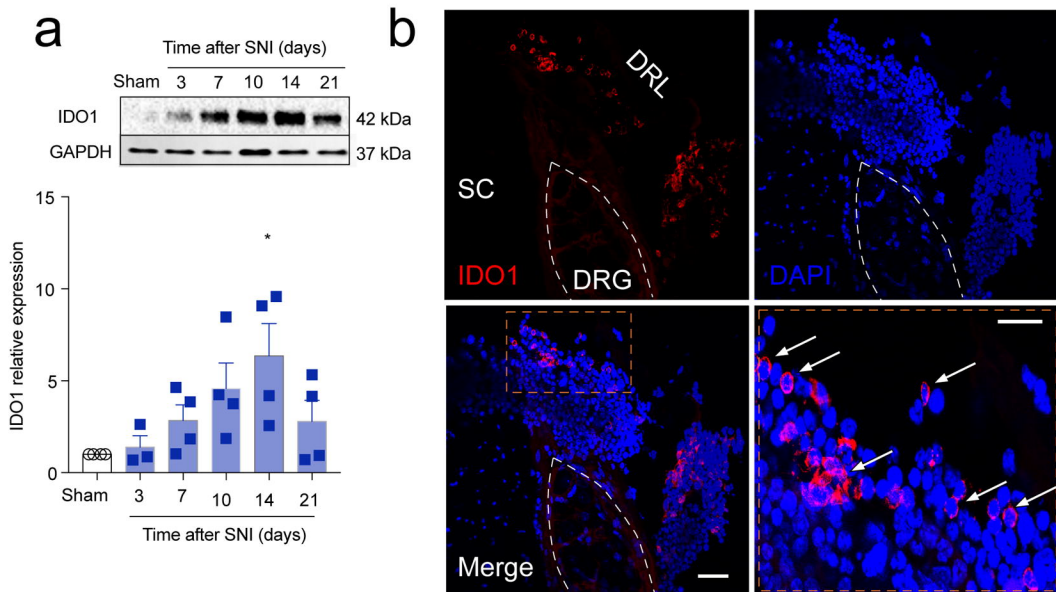 a
Time after SNI (days)
Sham 3 7 10 14 21
IDO1 42 kDa
GAPDH 37 kDa
IDO1 relative expression
15
10
5
0
*
Sham 3 7 10 14 21
Time after SNI (days)
b
DRL
SC
IDO1
DRG
DAPI
Merge